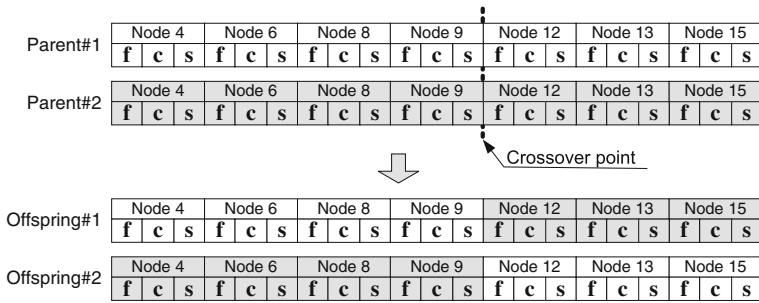 Node 4 Node 6 Node 8 Node 9 Node 12 Node 13 Node 15
Parent#1
f c s f c s f c s f c s f c s f c s f c s
Node 4 Node 6 Node 8 Node 9 Node 12 Node 13 Node 15
Parent#2
f c s f c s f c s f c s f c s f c s f c s
Crossover point
Node 4 Node 6 Node 8 Node 9 Node 12 Node 13 Node 15
Offspring#1
f c s f c s f c s f c s f c s f c s f c s
Node 4 Node 6 Node 8 Node 9 Node 12 Node 13 Node 15
Offspring#2
f c s f c s f c s f c s f c s f c s f c s